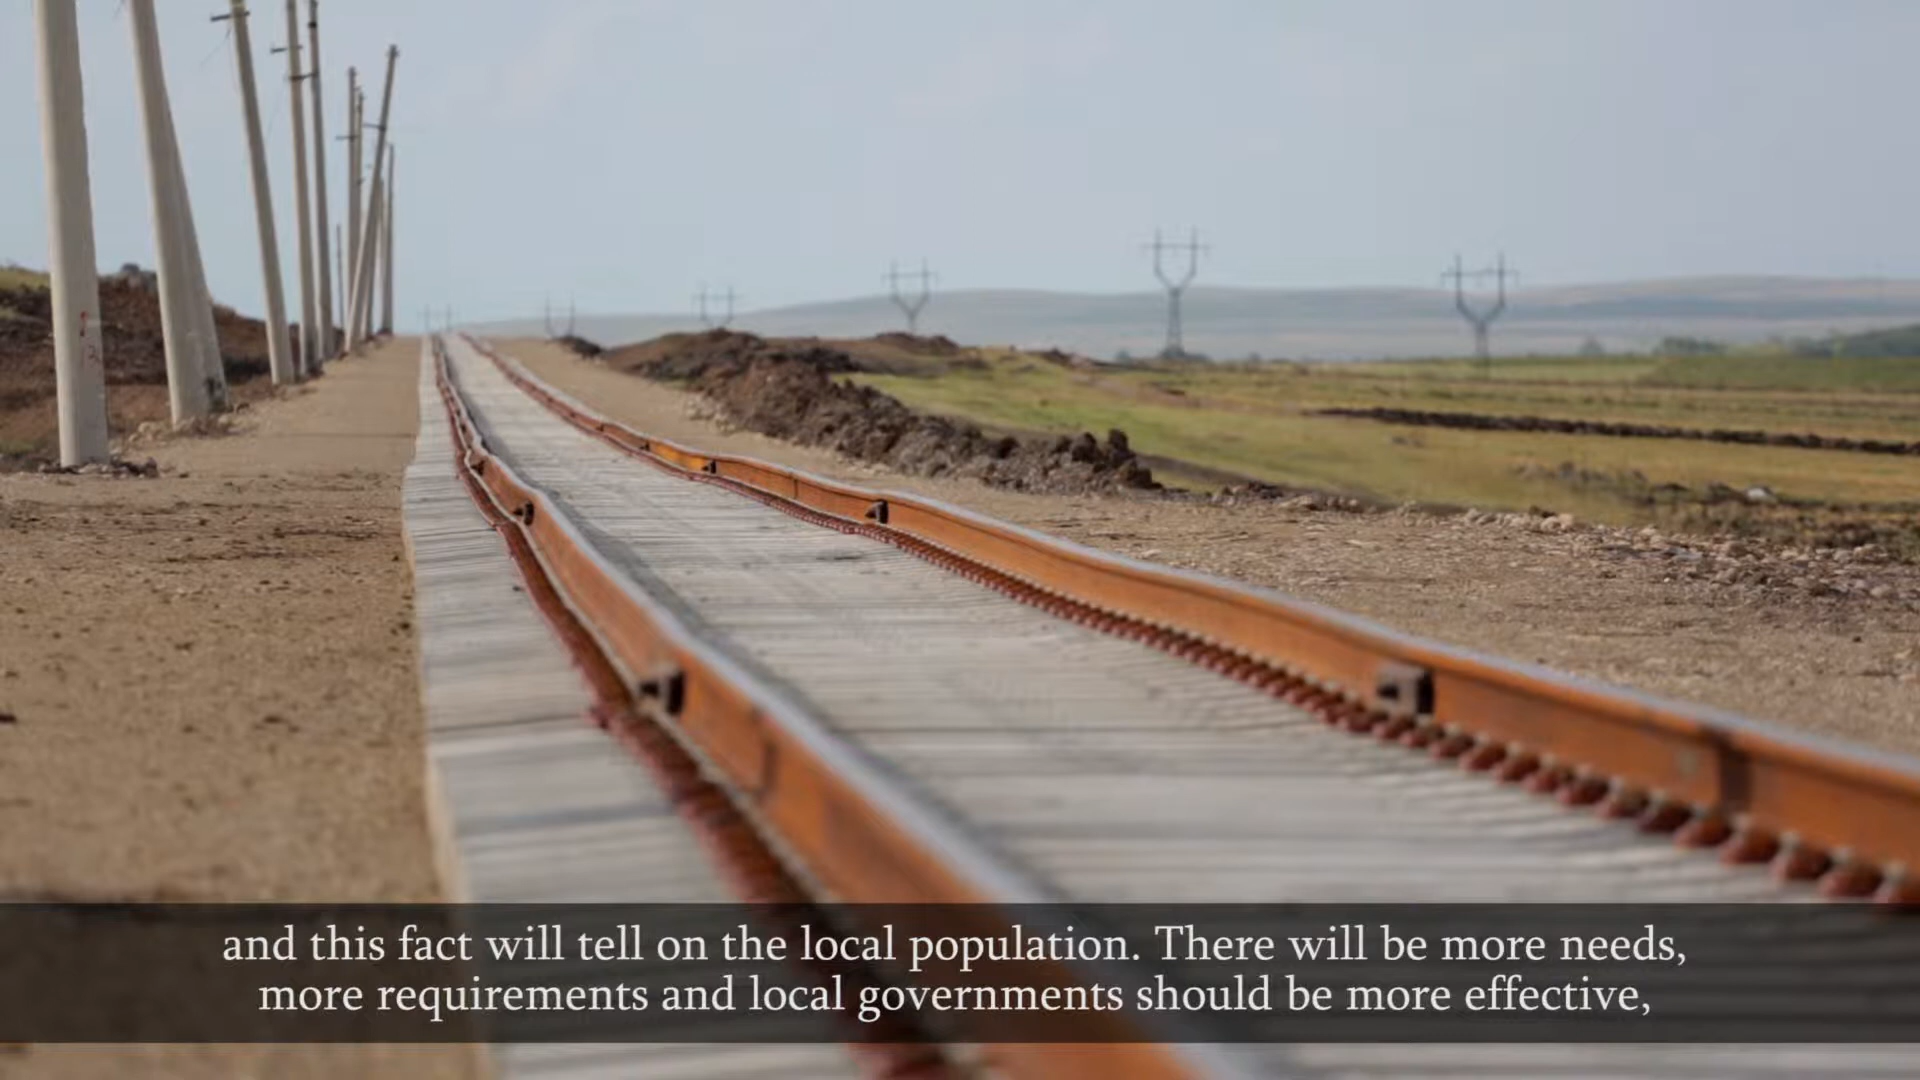 and this fact will tell on the local population. There will be more needs,
more requirements and local governments should be more effective,